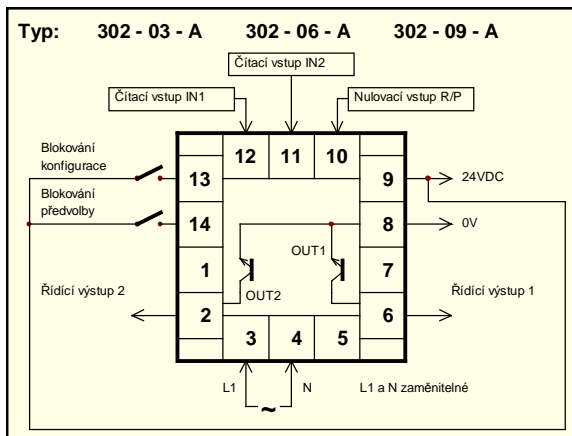 Typ: 302 - 03 - A 302 - 06 - A 302 - 09 - A
Čítací vstup IN2
Čítací vstup IN1
Nulovací vstup R/P
Blokování
konfigurace
12 11 10
13
9
24VDC
Blokování
předvolby
14
8
0V
1
OUT1
7
OUT2
Řídící výstup 2
2
6
Řídící výstup 1
3 4 5
L1 N
~
L1 a N zaměnitelné